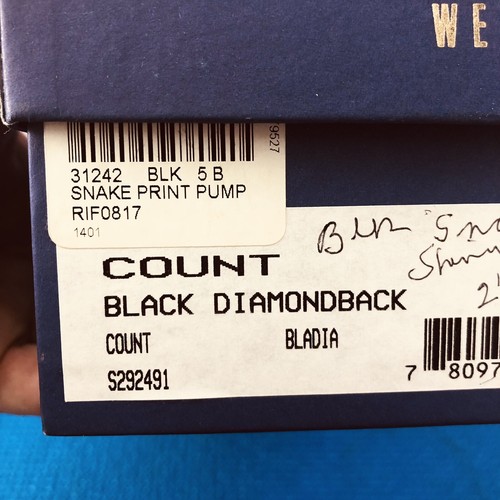 WE
9527
31242 BLK 5 B
SNAKE PRINT PUMP
RIF0817
1401
COUNT
BLACK DIAMONDBACK
COUNT BLADIA
S292491
7 8097